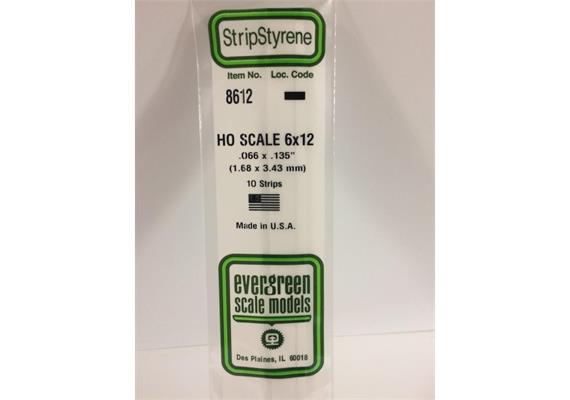 StripStyrene
Item No. Loc. Code
8612
HO SCALE 6x12
.066 x .135"
(1.68 x 3.43 mm)
10 Strips
Made in U.S.A.
evergreen
scale models
Des Plaines, IL 60018